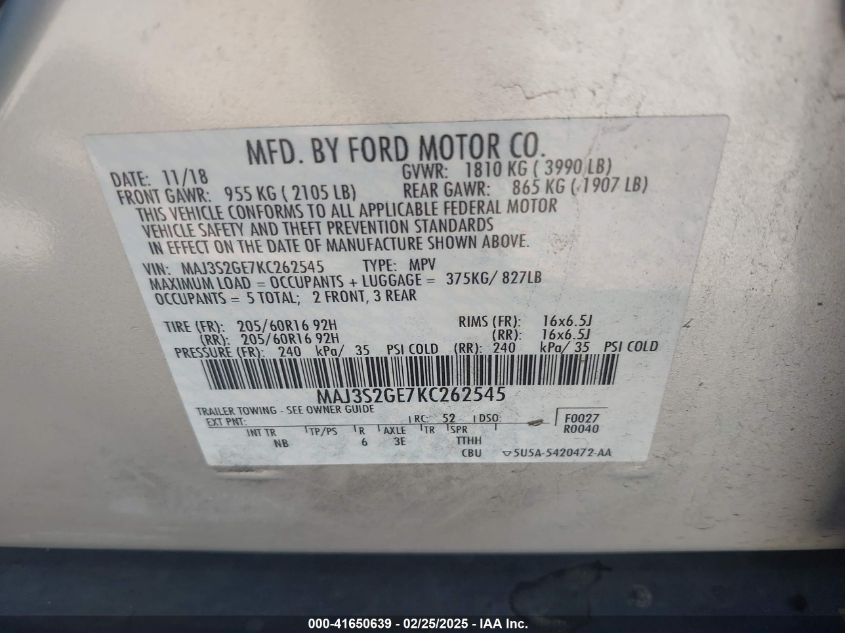 MFD. BY FORD MOTOR CO.
DATE: 11/18 GVWR: 1810 KG ( 3990 LB)
FRONT GAWR: 955 KG ( 2105 LB) REAR GAWR: 865 KG ( 1907 LB)
THIS VEHICLE CONFORMS TO ALL APPLICABLE FEDERAL MOTOR
VEHICLE SAFETY AND THEFT PREVENTION STANDARDS
IN EFFECT ON THE DATE OF MANUFACTURE SHOWN ABOVE.
VIN: MAJ3S2GE7KC262545 TYPE: MPV
MAXIMUM LOAD = OCCUPANTS + LUGGAGE = 375KG/ 827LB
OCCUPANTS = 5 TOTAL; 2 FRONT, 3 REAR
TIRE (FR): 205/60R16 92H RIMS (FR): 16x6.5J
(RR): 205/60R16 92H (RR): 16x6.5J
PRESSURE (FR): 240 kPa/ 35 PSI COLD (RR): 240 kPa/ 35 PSI COLD
MAJ3S2GE7KC262545
TRAILER TOWING - SEE OWNER GUIDE
EXT PNT: RC: 52 DSO: F0027
INT TR TP/PS R AXLE TR SPR R0040
NB 6 3E TTHH
CBU ▽5U5A-5420472-AA
000-41650639 - 02/25/2025 - IAA Inc.